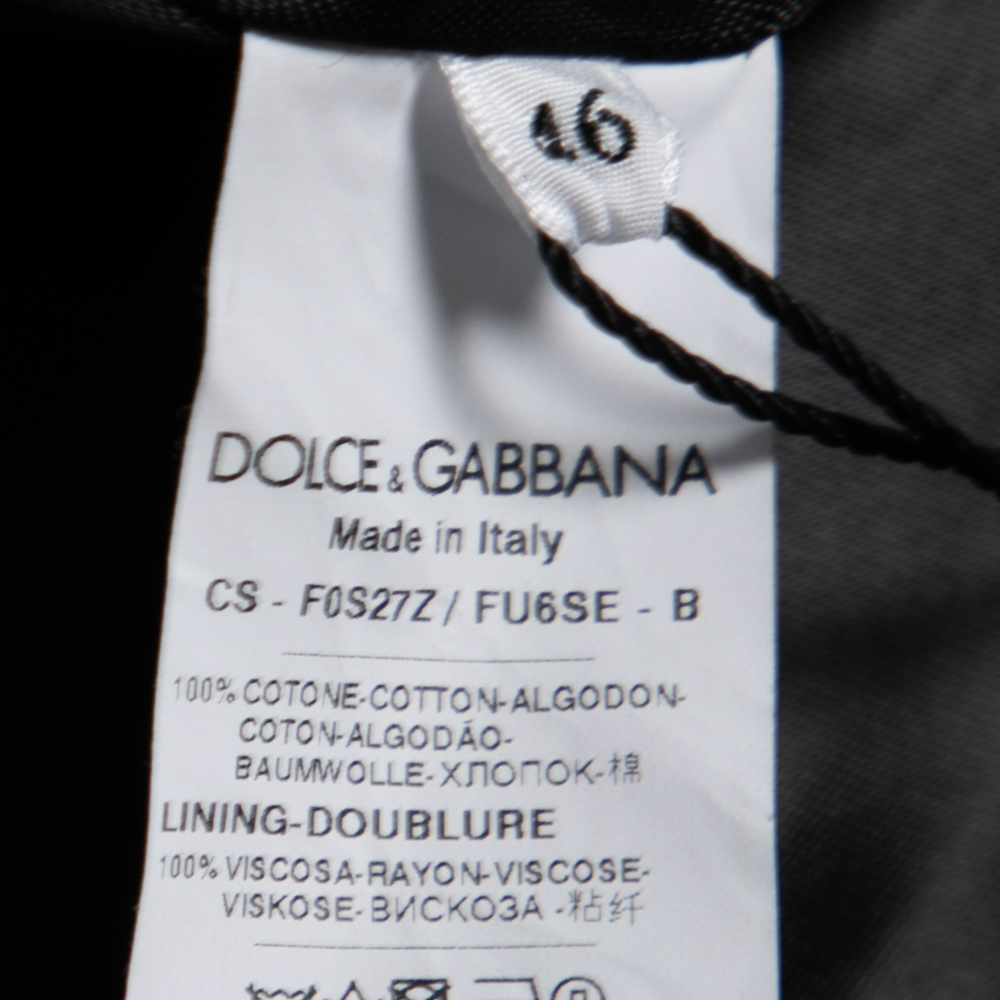 46
DOLCE & GABBANA
Made in Italy
CS - F0S27Z / FU6SE - B
100% COTONE-COTTON-ALGODON-
COTON-ALGODÃO-
BAUMWOLLE-ХЛОПОК-棉
LINING-DOUBLURE
100% VISCOSA-RAYON-VISCOSE-
VISKOSE-ВИСКОЗА -粘纤